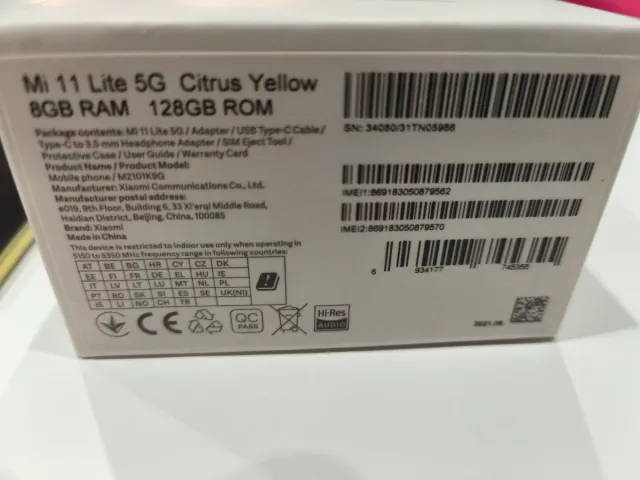 Mi 11 Lite 5G Citrus Yellow
8GB RAM 128GB ROM
Package contents: Mi 11 Lite 5G / Adapter / USB Type-C Cable /
Type-C to 3.5 mm Headphone Adapter / SIM Eject Tool /
Protective Case / User Guide / Warranty Card
Product Name / Product Model:
Mobile phone / M2101K9G
Manufacturer: Xiaomi Communications Co., Ltd.
Manufacturer postal address:
#019, 9th Floor, Building 6, 33 Xi'erqi Middle Road,
Haidian District, Beijing, China, 100085
Brand: Xiaomi
Made in China
This device is restricted to indoor use only when operating in
5150 to 5350 MHz frequency range in following countries:
AT BE BG HR CY CZ DK
EE FI FR DE EL HU IE
IT LV LT LU MT NL PL
PT RO SK SI ES SE UK(NI)
IS LI NO CH TR
CE
QC
PASS
Hi-Res
AUDIO
SN: 34080/31TN05986
IMEI1:869183050879562
IMEI2:869183050879570
6 934177
2021.06.